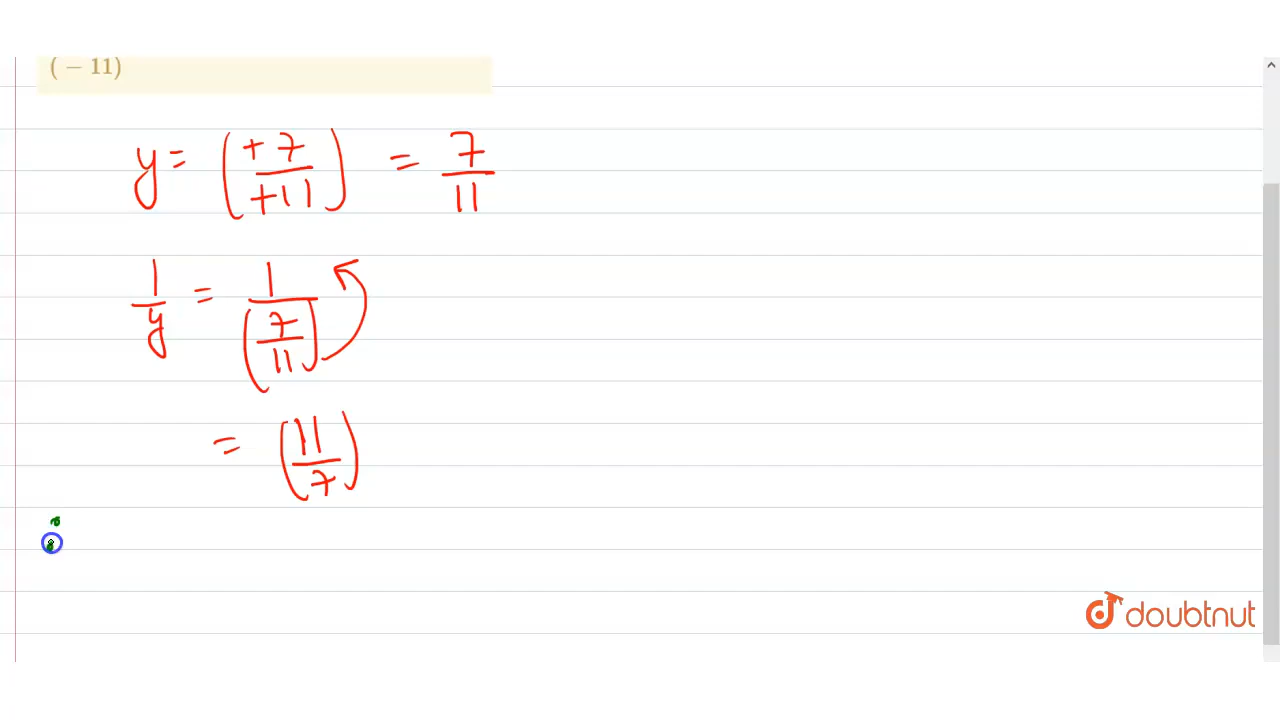 ( − 11)
y = (+7/+11) = 7/11
1/y = 1/(7/11)
= (11/7)
doubtnut